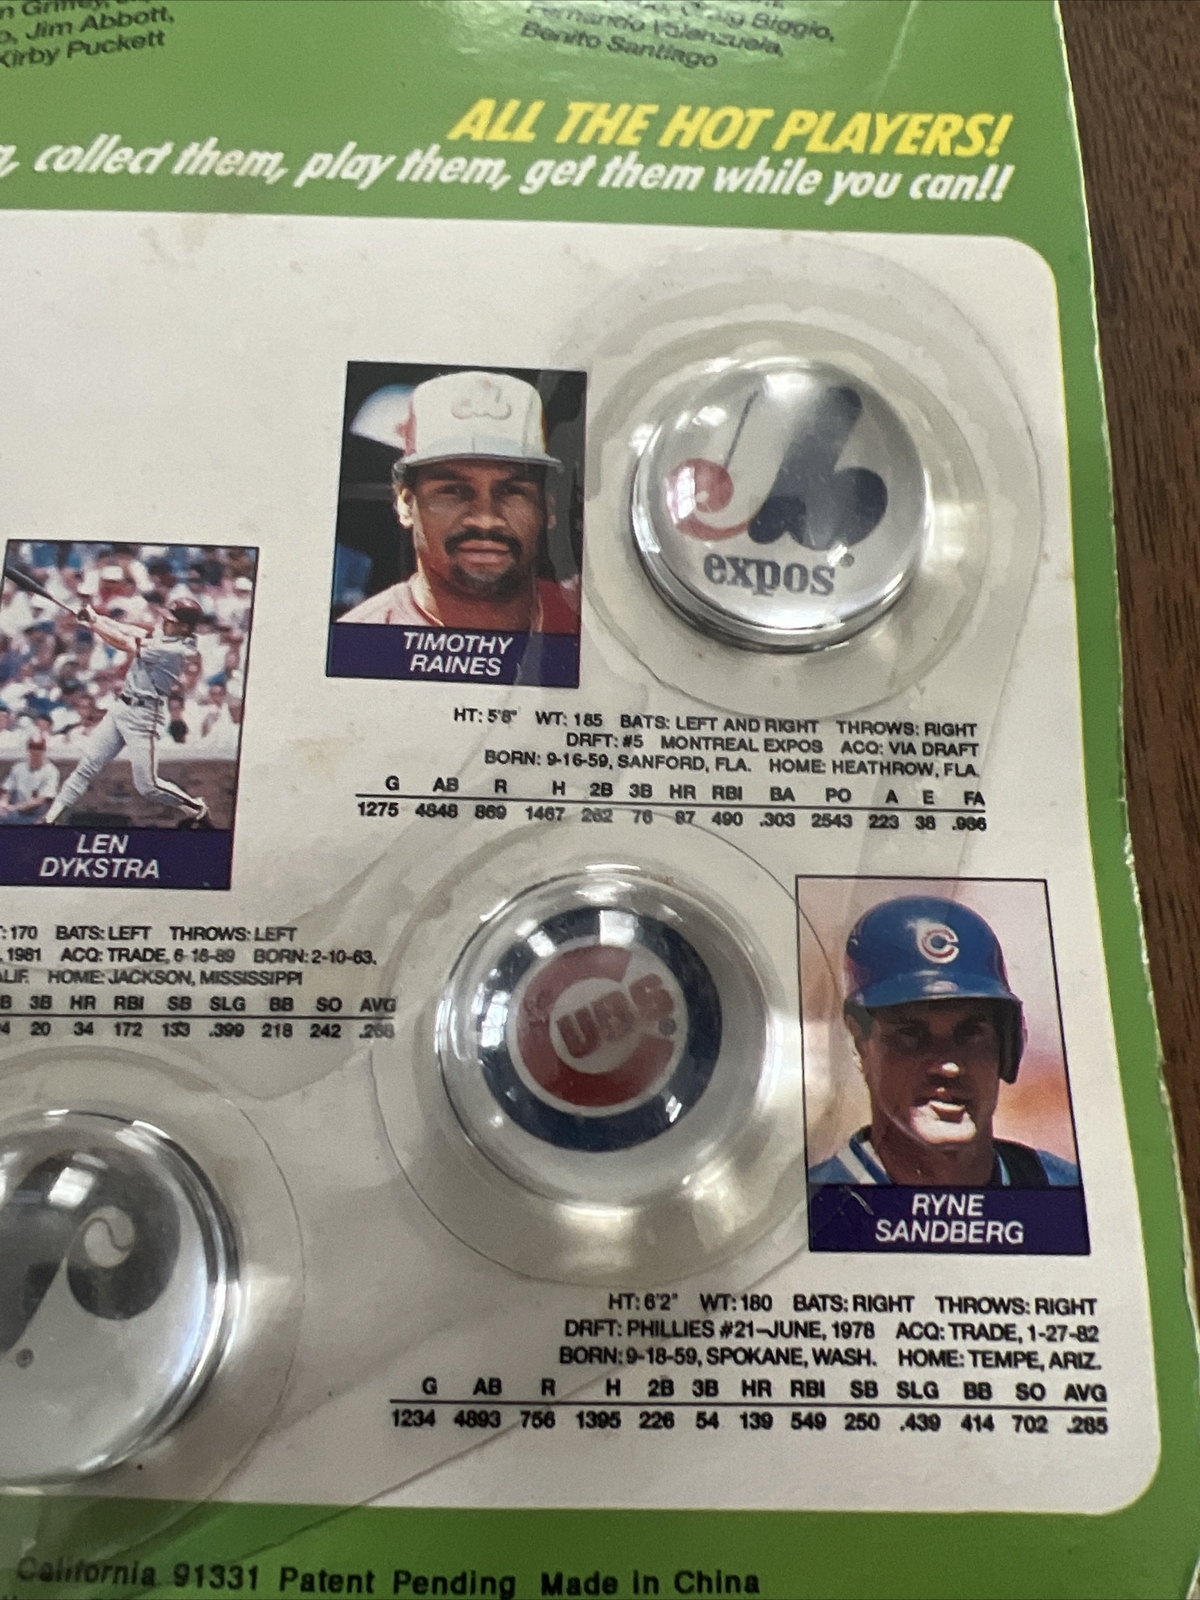 Jim Abbott,
Kirby Puckett
Craig Biggio,
Fernando Valenzuela,
Benito Santiago
ALL THE HOT PLAYERS!
collect them, play them, get them while you can!!
expos
TIMOTHY
RAINES
HT: 5'8" WT: 185 BATS: LEFT AND RIGHT THROWS: RIGHT
DRFT: #5 MONTREAL EXPOS ACQ: VIA DRAFT
BORN: 9-16-59, SANFORD, FLA. HOME: HEATHROW, FLA.
G AB R H 2B 3B HR RBI BA PO A E FA
1275 4848 869 1467 262 76 87 490 .303 2543 223 38 .986
LEN
DYKSTRA
170 BATS: LEFT THROWS: LEFT
1981 ACQ: TRADE, 6-16-89 BORN: 2-10-63,
HOME: JACKSON, MISSISSIPPI
B 3B HR RBI SB SLG BB SO AVG
4 20 34 172 133 .399 218 242 .268
CUBS
RYNE
SANDBERG
HT: 6'2" WT: 180 BATS: RIGHT THROWS: RIGHT
DRFT: PHILLIES #21–JUNE, 1978 ACQ: TRADE, 1-27-82
BORN: 9-18-59, SPOKANE, WASH. HOME: TEMPE, ARIZ.
G AB R H 2B 3B HR RBI SB SLG BB SO AVG
1234 4893 756 1395 226 54 139 549 250 .439 414 702 .285
California 91331 Patent Pending Made in China